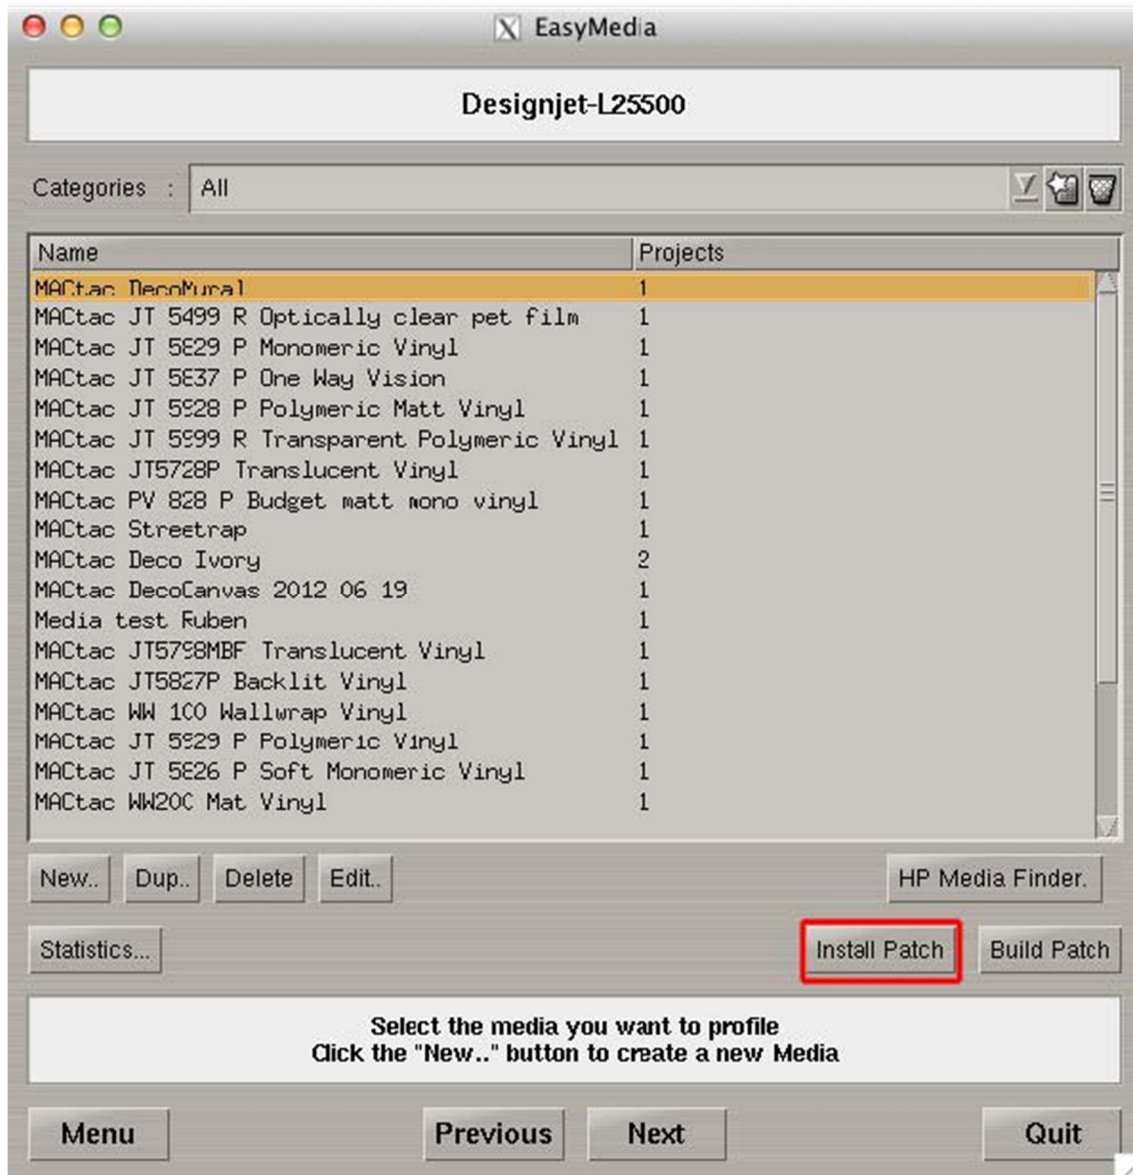 EasyMedia
Designjet-L25500
Categories : All
Name Projects
MACtac DecoMural 1
MACtac JT 5499 R Optically clear pet film 1
MACtac JT 5829 P Monomeric Vinyl 1
MACtac JT 5837 P One Way Vision 1
MACtac JT 5928 P Polymeric Matt Vinyl 1
MACtac JT 5999 R Transparent Polymeric Vinyl 1
MACtac JT5728P Translucent Vinyl 1
MACtac PV 828 P Budget matt mono vinyl 1
MACtac Streetrap 1
MACtac Deco Ivory 2
MACtac DecoCanvas 2012 06 19 1
Media test Ruben 1
MACtac JT5798MBF Translucent Vinyl 1
MACtac JT5827P Backlit Vinyl 1
MACtac WW 100 Wallwrap Vinyl 1
MACtac JT 5929 P Polymeric Vinyl 1
MACtac JT 5826 P Soft Monomeric Vinyl 1
MACtac WW200 Mat Vinyl 1
New.. Dup.. Delete Edit.. HP Media Finder.
Statistics... Install Patch Build Patch
Select the media you want to profile
Click the "New.." button to create a new Media
Menu Previous Next Quit